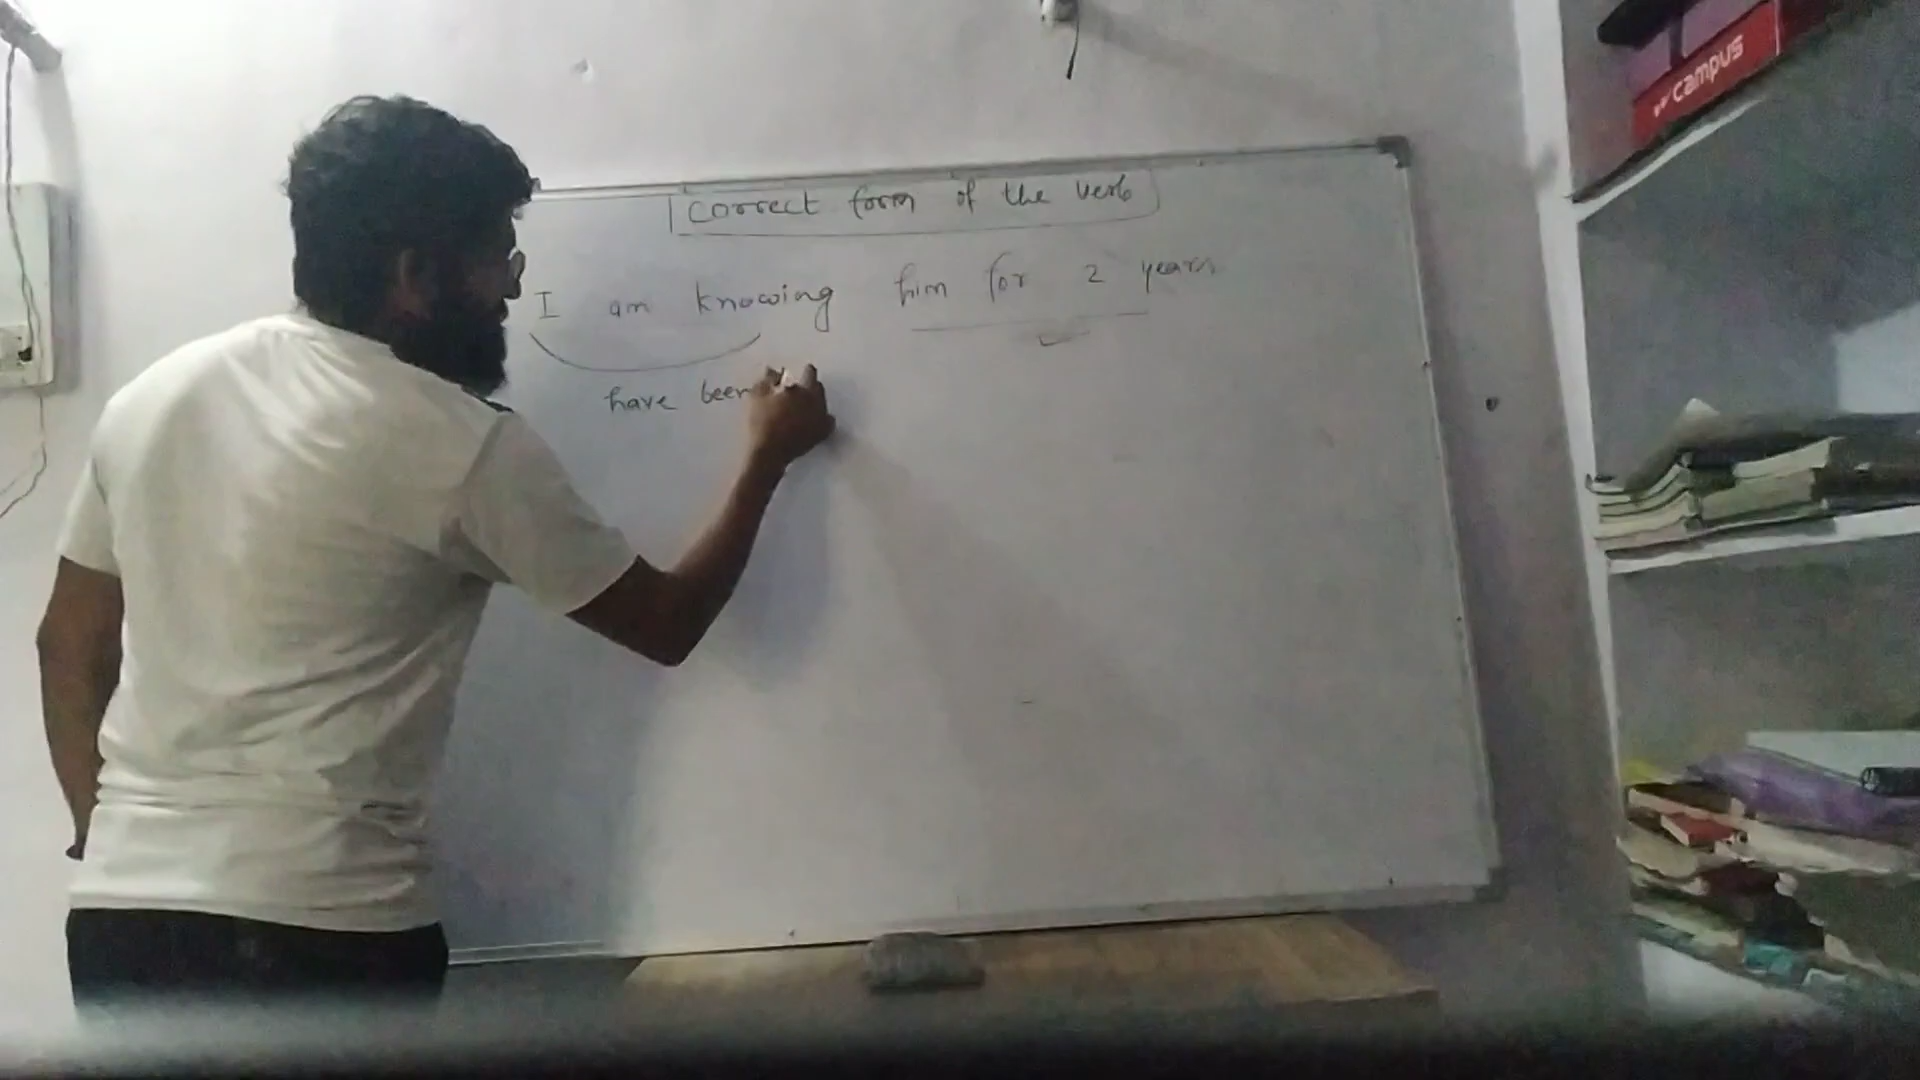 correct form of the verb
I am knowing him for 2 years
have been
campus